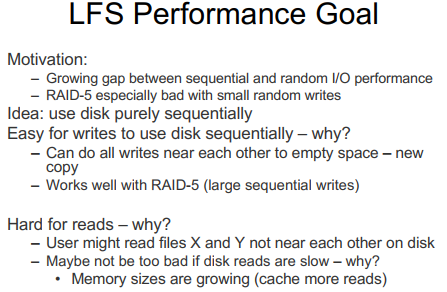 LFS Performance Goal
Motivation:
– Growing gap between sequential and random I/O performance
– RAID-5 especially bad with small random writes
Idea: use disk purely sequentially
Easy for writes to use disk sequentially – why?
– Can do all writes near each other to empty space – new
copy
– Works well with RAID-5 (large sequential writes)
Hard for reads – why?
– User might read files X and Y not near each other on disk
– Maybe not be too bad if disk reads are slow – why?
• Memory sizes are growing (cache more reads)